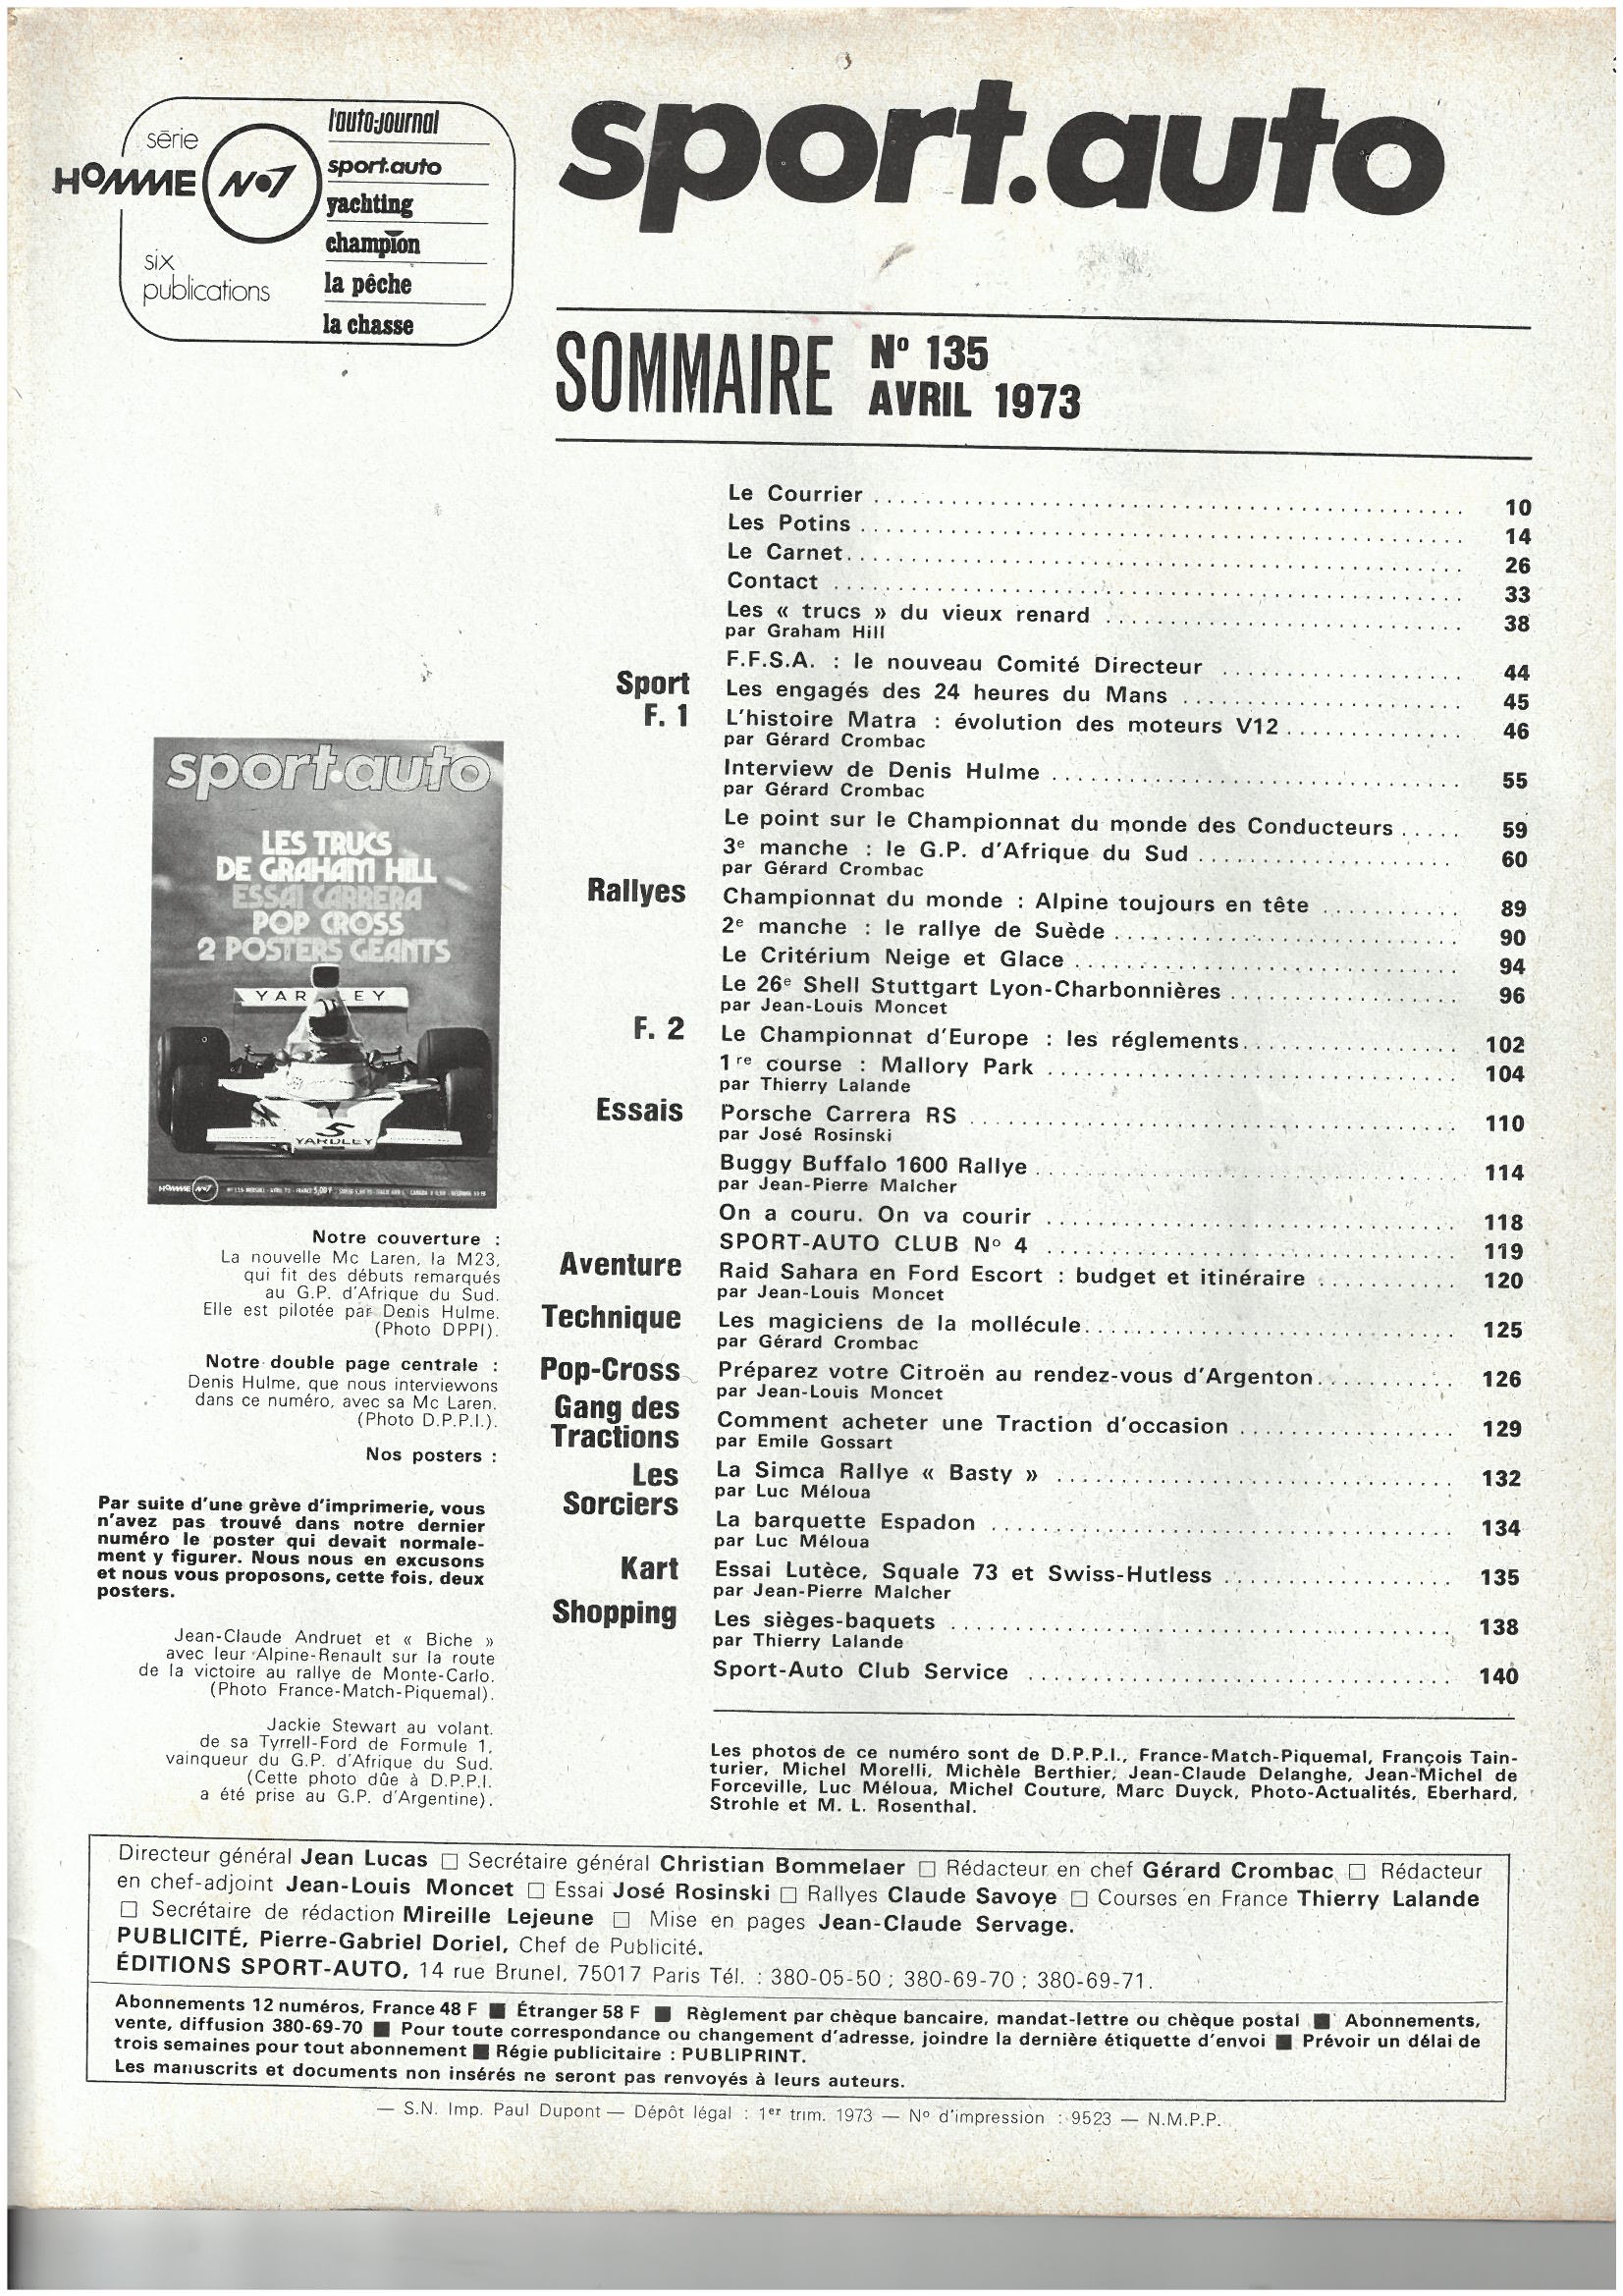 série
HOMME N°1
six
publications
l'auto-journal
sport.auto
yachting
champion
la pêche
la chasse
sport.auto
SOMMAIRE
N° 135
AVRIL 1973
Le Courrier 10
Les Potins 14
Le Carnet 26
Contact 33
Les « trucs » du vieux renard 38
par Graham Hill
F.F.S.A. : le nouveau Comité Directeur 44
Sport
Les engagés des 24 heures du Mans 45
F. 1
L'histoire Matra : évolution des moteurs V12 46
par Gérard Crombac
Interview de Denis Hulme 55
par Gérard Crombac
Le point sur le Championnat du monde des Conducteurs 59
3e manche : le G.P. d'Afrique du Sud 60
par Gérard Crombac
Rallyes
Championnat du monde : Alpine toujours en tête 89
2e manche : le rallye de Suède 90
Le Critérium Neige et Glace 94
Le 26e Shell Stuttgart Lyon-Charbonnières 96
par Jean-Louis Moncet
F. 2
Le Championnat d'Europe : les réglements 102
1re course : Mallory Park 104
par Thierry Lalande
Essais
Porsche Carrera RS 110
par José Rosinski
Buggy Buffalo 1600 Rallye 114
par Jean-Pierre Malcher
On a couru. On va courir 118
SPORT-AUTO CLUB N° 4 119
Aventure
Raid Sahara en Ford Escort : budget et itinéraire 120
par Jean-Louis Moncet
Technique
Les magiciens de la mollécule 125
par Gérard Crombac
Pop-Cross
Préparez votre Citroën au rendez-vous d'Argenton 126
par Jean-Louis Moncet
Gang des
Tractions
Comment acheter une Traction d'occasion 129
par Emile Gossart
Les
Sorciers
La Simca Rallye « Basty » 132
par Luc Méloua
La barquette Espadon 134
par Luc Méloua
Kart
Essai Lutèce, Squale 73 et Swiss-Hutless 135
par Jean-Pierre Malcher
Shopping
Les sièges-baquets 138
par Thierry Lalande
Sport-Auto Club Service 140
Les photos de ce numéro sont de D.P.P.I., France-Match-Piquemal, François Tain-
turier, Michel Morelli, Michèle Berthier, Jean-Claude Delanghe, Jean-Michel de
Forceville, Luc Méloua, Michel Couture, Marc Duyck, Photo-Actualités, Eberhard,
Strohle et M. L. Rosenthal.
sport.auto
LES TRUCS
DE GRAHAM HILL
ESSAI CARRERA
POP CROSS
2 POSTERS GEANTS
YARDLEY
5
YARDLEY
HOMME N°1
Notre couverture :
La nouvelle Mc Laren, la M23,
qui fit des débuts remarqués
au G.P. d'Afrique du Sud.
Elle est pilotée par Denis Hulme.
(Photo DPPI).
Notre double page centrale :
Denis Hulme, que nous interviewons
dans ce numéro, avec sa Mc Laren.
(Photo D.P.P.I.).
Nos posters :
Par suite d'une grève d'imprimerie, vous
n'avez pas trouvé dans notre dernier
numéro le poster qui devait normale-
ment y figurer. Nous nous en excusons
et nous vous proposons, cette fois, deux
posters.
Jean-Claude Andruet et « Biche »
avec leur Alpine-Renault sur la route
de la victoire au rallye de Monte-Carlo.
(Photo France-Match-Piquemal).
Jackie Stewart au volant.
de sa Tyrrell-Ford de Formule 1,
vainqueur du G.P. d'Afrique du Sud.
(Cette photo dûe à D.P.P.I.
a été prise au G.P. d'Argentine).
Directeur général Jean Lucas □ Secrétaire général Christian Bommelaer □ Rédacteur en chef Gérard Crombac □ Rédacteur
en chef-adjoint Jean-Louis Moncet □ Essai José Rosinski □ Rallyes Claude Savoye □ Courses en France Thierry Lalande
□ Secrétaire de rédaction Mireille Lejeune □ Mise en pages Jean-Claude Servage.
PUBLICITÉ, Pierre-Gabriel Doriel, Chef de Publicité.
ÉDITIONS SPORT-AUTO, 14 rue Brunel, 75017 Paris Tél. : 380-05-50 ; 380-69-70 ; 380-69-71.
Abonnements 12 numéros, France 48 F ■ Étranger 58 F ■ Règlement par chèque bancaire, mandat-lettre ou chèque postal ■ Abonnements,
vente, diffusion 380-69-70 ■ Pour toute correspondance ou changement d'adresse, joindre la dernière étiquette d'envoi ■ Prévoir un délai de
trois semaines pour tout abonnement ■ Régie publicitaire : PUBLIPRINT.
Les manuscrits et documents non insérés ne seront pas renvoyés à leurs auteurs.
— S.N. Imp. Paul Dupont — Dépôt légal : 1er trim. 1973 — N° d'impression : 9523 — N.M.P.P.